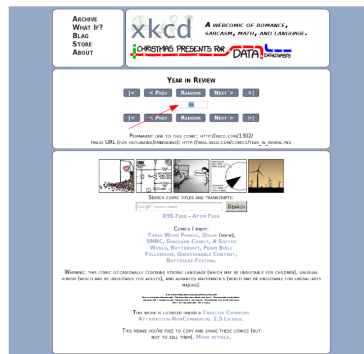 ARCHIVE
WHAT IF?
BLAG
STORE
ABOUT
xkcd
A WEBCOMIC OF ROMANCE,
SARCASM, MATH, AND LANGUAGE.
CHRISTMAS PRESENTS FOR DATA
YEAR IN REVIEW
|< < PREV RANDOM NEXT > >|
|< < PREV RANDOM NEXT > >|
PERMANENT LINK TO THIS COMIC: HTTP://XKCD.COM/1302/
IMAGE URL (FOR HOTLINKING/EMBEDDING): HTTP://IMGS.XKCD.COM/COMICS/YEAR_IN_REVIEW.PNG
SEARCH COMIC TITLES AND TRANSCRIPTS:
SEARCH
RSS FEED - ATOM FEED
COMICS I ENJOY:
THREE WORD PHRASE, OGLAF (NSFW),
SMBC, DINOSAUR COMICS, A SOFTER
WORLD, BUTTERSAFE, PERRY BIBLE
FELLOWSHIP, QUESTIONABLE CONTENT,
BUTTERCUP FESTIVAL
WARNING: THIS COMIC OCCASIONALLY CONTAINS STRONG LANGUAGE (WHICH MAY BE UNSUITABLE FOR CHILDREN), UNUSUAL
HUMOR (WHICH MAY BE UNSUITABLE FOR ADULTS), AND ADVANCED MATHEMATICS (WHICH MAY BE UNSUITABLE FOR LIBERAL-ARTS
MAJORS).
THIS WORK IS LICENSED UNDER A CREATIVE COMMONS
ATTRIBUTION-NONCOMMERCIAL 2.5 LICENSE.
THIS MEANS YOU'RE FREE TO COPY AND SHARE THESE COMICS (BUT
NOT TO SELL THEM). MORE DETAILS.